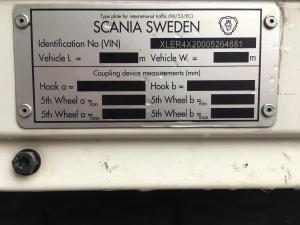 Type plate for international traffic (96/53/EC)
SCANIA SWEDEN
Identification No (VIN) XLER4X20005264881
Vehicle L = m Vehicle W = m
Coupling device measurements (mm)
Hook a = Hook b =
5th Wheel a min = 5th Wheel b min =
5th Wheel a max = 5th Wheel b max =